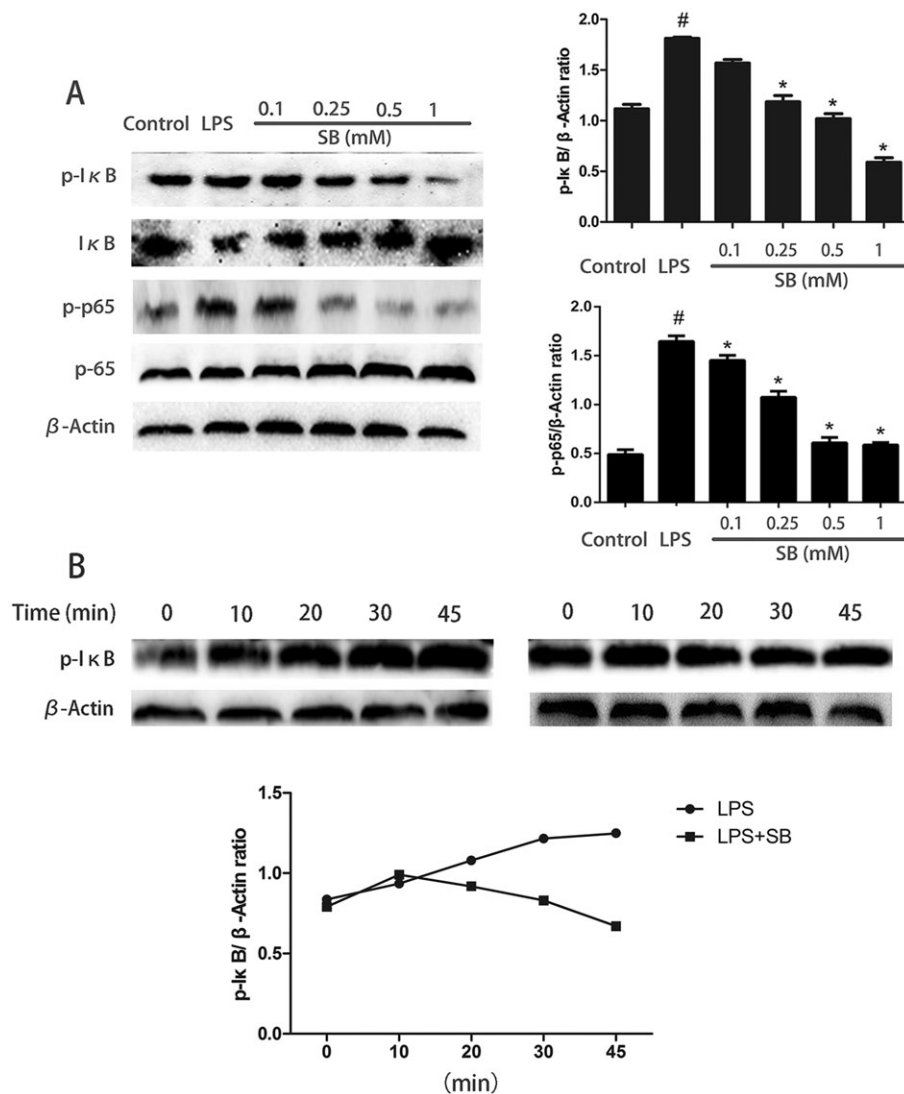 A
Control LPS 0.1 0.25 0.5 1
SB (mM)
p-IκB
IκB
p-p65
p-65
β-Actin
p-Iκ B/ β -Actin ratio
2.0
1.5
1.0
0.5
0.0
#
*
*
*
0.1 0.25 0.5 1
Control LPS
SB (mM)
p-p65/β-Actin ratio
2.0
1.5
1.0
0.5
0.0
#
*
*
*
*
0.1 0.25 0.5 1
Control LPS
SB (mM)
B
Time (min) 0 10 20 30 45 0 10 20 30 45
p-IκB
β-Actin
p-Iκ B/ β -Actin ratio
1.5
1.0
0.5
0.0
0 10 20 30 45
(min)
LPS
LPS+SB